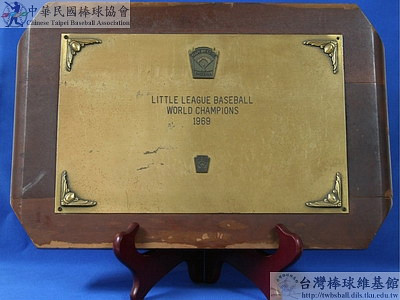 中華民國棒球協會
Chinese Taipei Baseball Association
LITTLE LEAGUE BASEBALL
WORLD CHAMPIONS
1969
台灣棒球維基館
http://twbsball.dils.tku.edu.tw